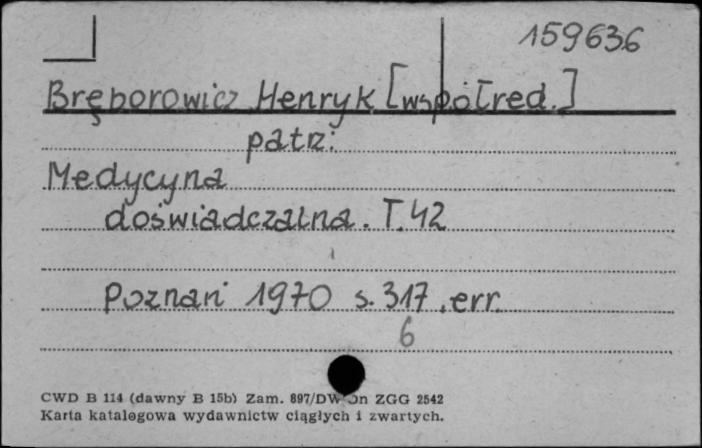 159636
Bręborowicz Henryk [współred.]
patrz:
Medycyna
doświadczalna. T. 42
Poznań 1970 s. 317, err.
6
CWD B 114 (dawny B 15b) Zam. 897/DW On ZGG 2542
Karta katalogowa wydawnictw ciągłych i zwartych.